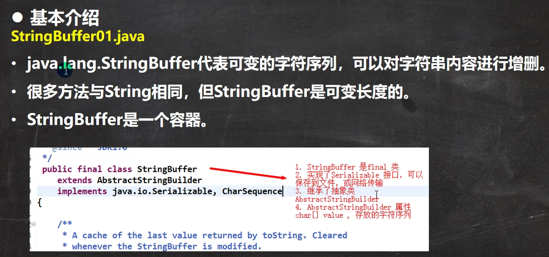 ● 基本介绍
StringBuffer01.java
• java.lang.StringBuffer代表可变的字符序列，可以对字符串内容进行增删。
• 很多方法与String相同，但StringBuffer是可变长度的。
• StringBuffer是一个容器。
*/
public final class StringBuffer
extends AbstractStringBuilder
implements java.io.Serializable, CharSequence
{
/**
* A cache of the last value returned by toString. Cleared
* whenever the StringBuffer is modified.
1. StringBuffer 是final 类
2. 实现了Serializable 接口，可以
保存到文件，或网络传输
3. 继承了抽象类
AbstractStringBuilder
4. AbstractStringBuilder 属性
char[] value ，存放的字符序列